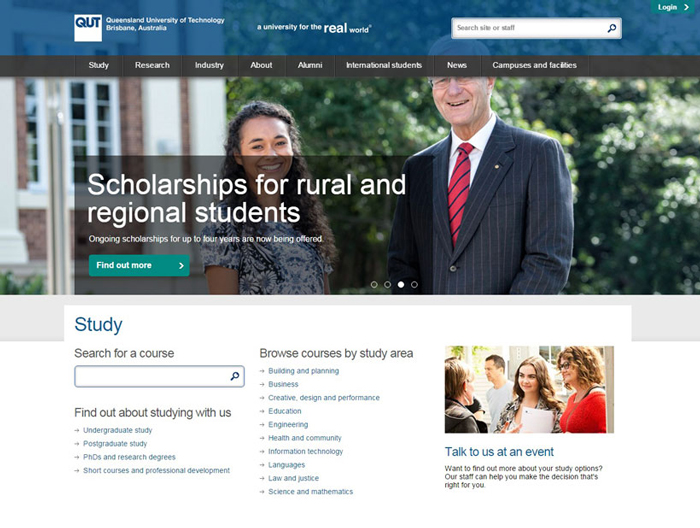 Login
QUT
Queensland University of Technology
Brisbane, Australia
a university for the real world®
Search site or staff
Study Research Industry About Alumni International students News Campuses and facilities
Scholarships for rural and
regional students
Ongoing scholarships for up to four years are now being offered.
Find out more
Study
Search for a course
Find out about studying with us
Undergraduate study
Postgraduate study
PhDs and research degrees
Short courses and professional development
Browse courses by study area
Building and planning
Business
Creative, design and performance
Education
Engineering
Health and community
Information technology
Languages
Law and justice
Science and mathematics
Talk to us at an event
Want to find out more about your study options?
Our staff can help you make the decision that's
right for you.